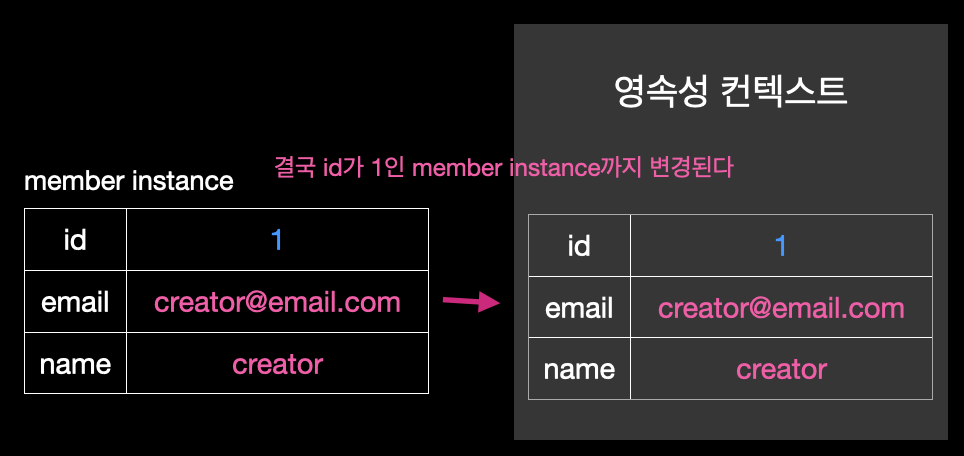 영속성 컨텍스트
결국 id가 1인 member instance까지 변경된다
member instance
id 1
email creator@email.com
name creator
id 1
email creator@email.com
name creator